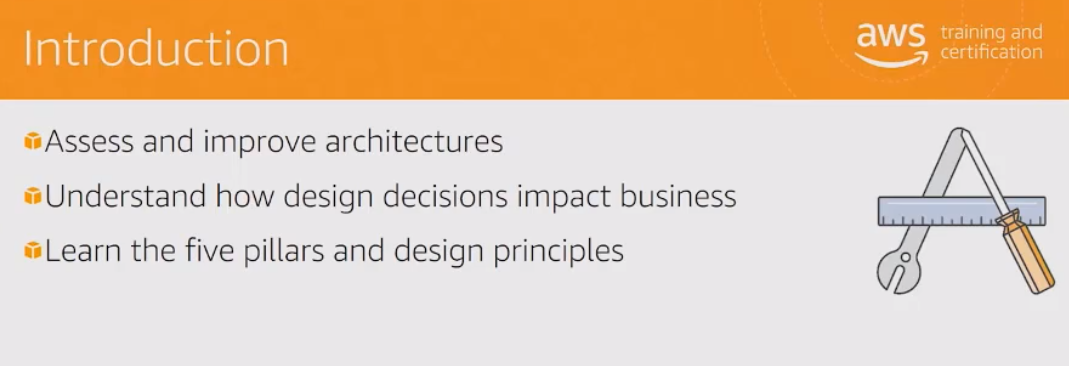 Introduction
aws training and
certification
Assess and improve architectures
Understand how design decisions impact business
Learn the five pillars and design principles